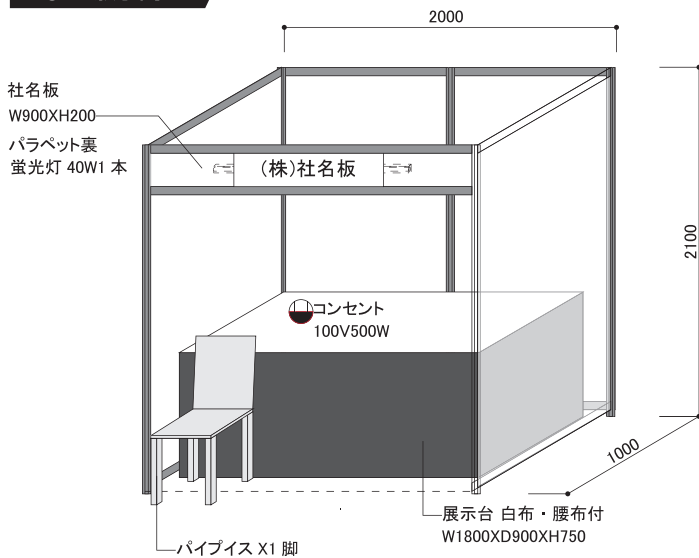 2000
社名板
W900XH200
パラペット裏
蛍光灯 40W1 本
(株)社名板
2100
コンセント
100V500W
1000
展示台 白布・腰布付
W1800XD900XH750
パイプイス X1 脚